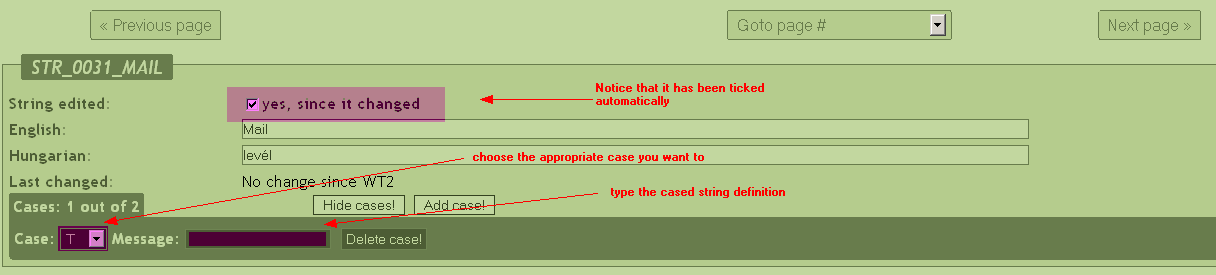 « Previous page Goto page # Next page »
STR_0031_MAIL
String edited: yes, since it changed
Notice that it has been ticked
automatically
English: Mail
Hungarian: levél
choose the appropriate case you want to
Last changed: No change since WT2
type the cased string definition
Cases: 1 out of 2 Hide cases! Add case!
Case: T Message: Delete case!